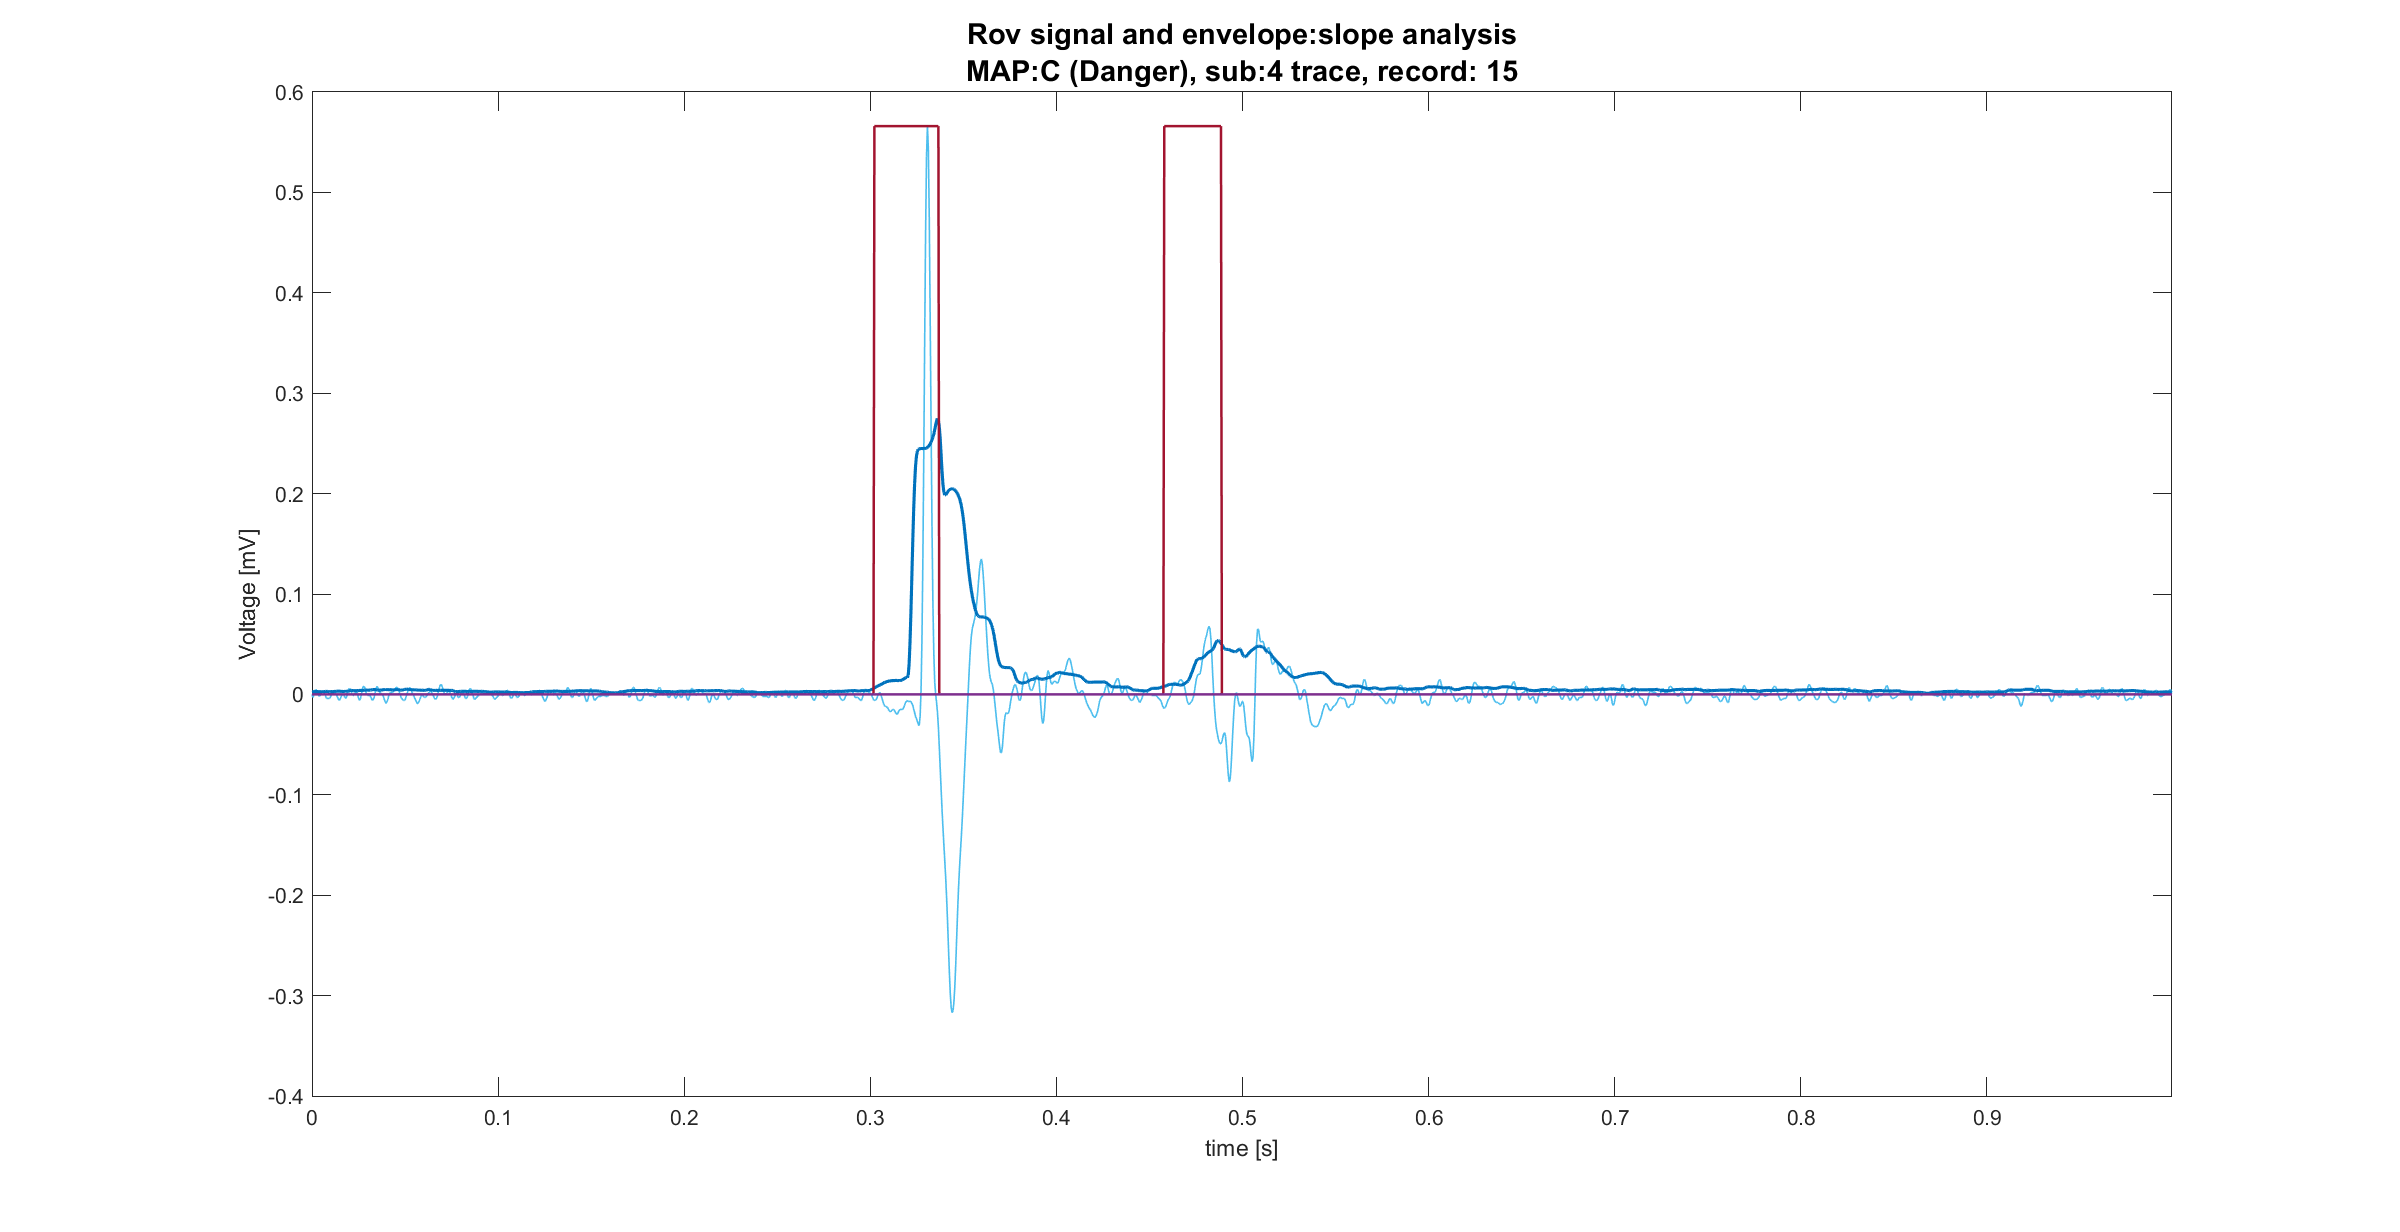 Rov signal and envelope:slope analysis
MAP:C (Danger), sub:4 trace, record: 15
0.6
0.5
0.4
0.3
0.2
0.1
0
-0.1
-0.2
-0.3
-0.4
Voltage [mV]
0 0.1 0.2 0.3 0.4 0.5 0.6 0.7 0.8 0.9
time [s]